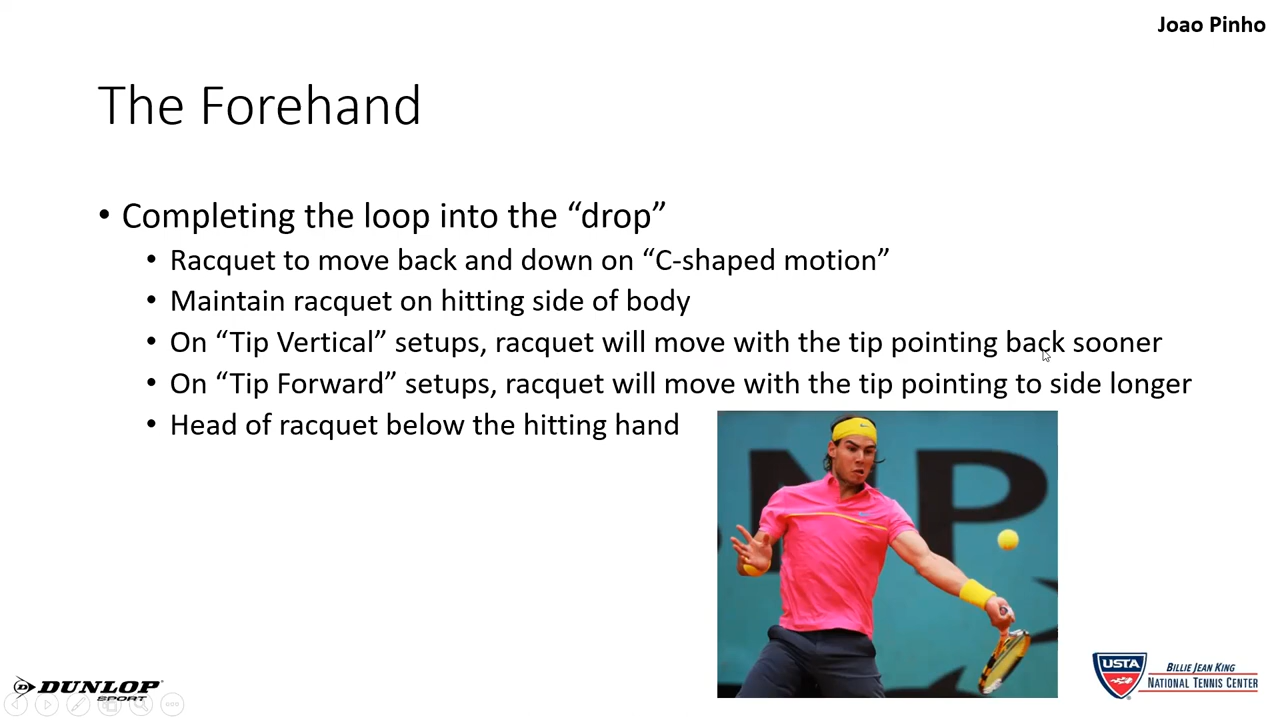 Joao Pinho
The Forehand
• Completing the loop into the “drop”
• Racquet to move back and down on “C-shaped motion”
• Maintain racquet on hitting side of body
• On “Tip Vertical” setups, racquet will move with the tip pointing back sooner
• On “Tip Forward” setups, racquet will move with the tip pointing to side longer
• Head of racquet below the hitting hand
NP
DUNLOP
SPORT
USTA
BILLIE JEAN KING
NATIONAL TENNIS CENTER